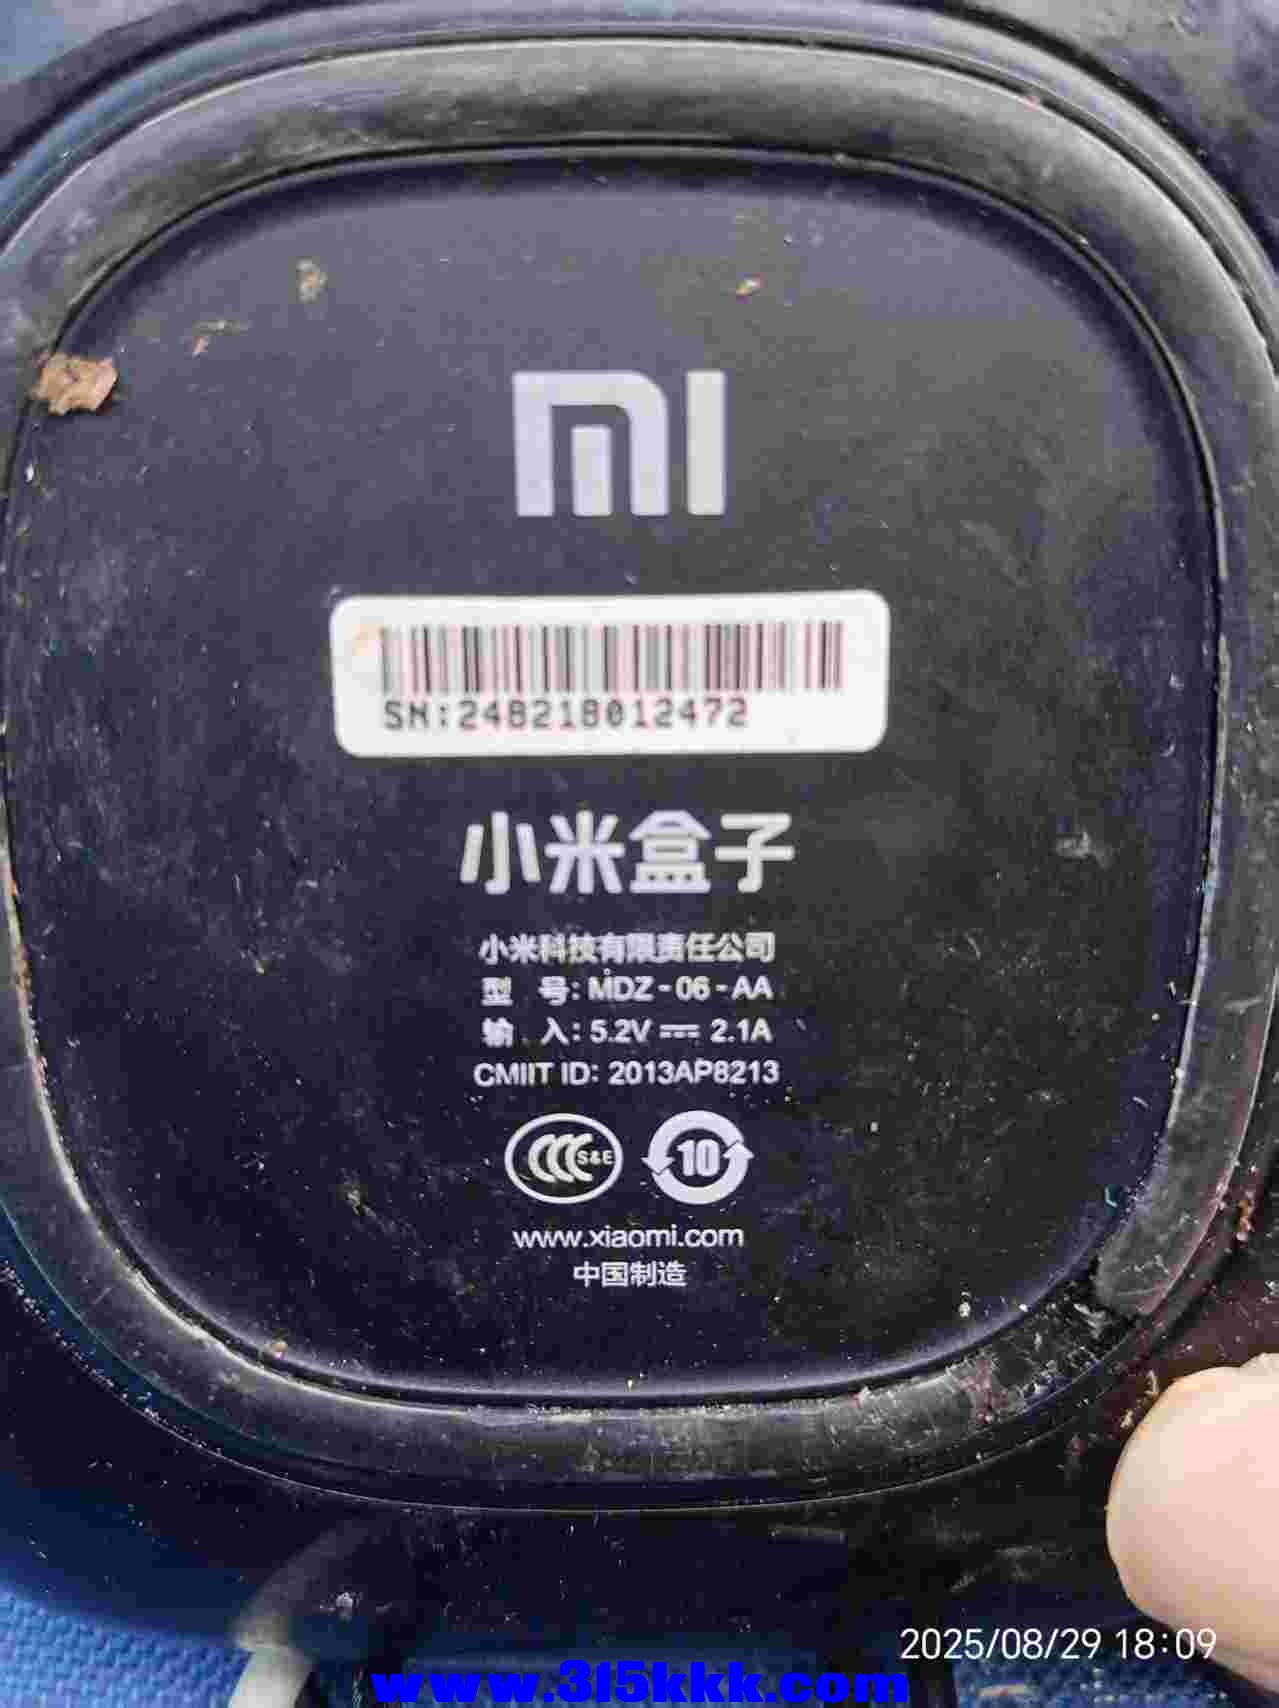 mi
SN:248218012472
小米盒子
小米科技有限责任公司
型 号: MDZ-06-AA
输 入: 5.2V ⎓ 2.1A
CMIIT ID: 2013AP8213
CCC S&E 10
www.xiaomi.com
中国制造
2025/08/29 18:09
www.315kkk.com